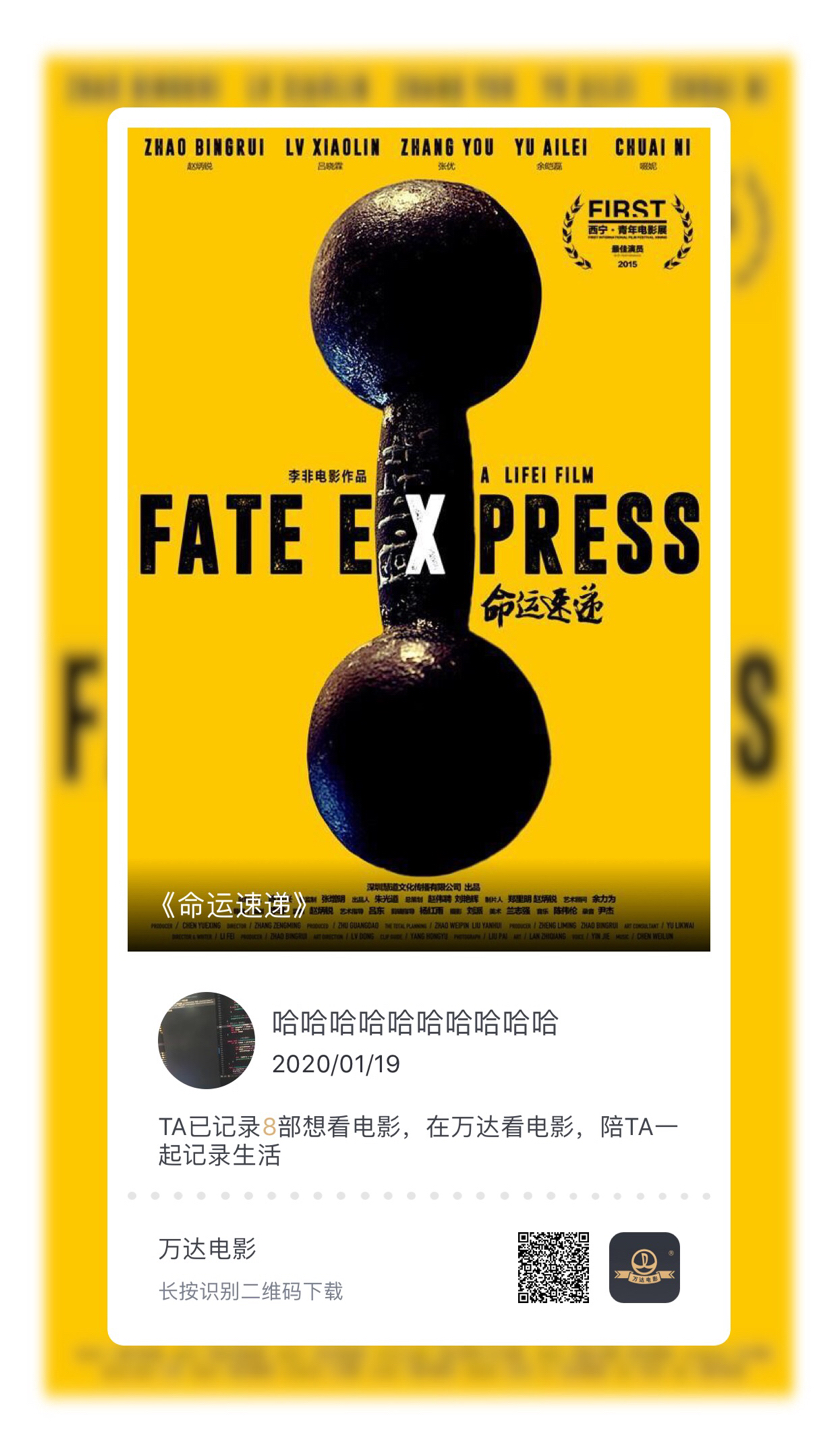 ZHAO BINGRUI LV XIAOLIN ZHANG YOU YU AILEI CHUAI NI
赵炳锐 吕晓霖 张优 余皑磊 啜妮
FIRST
西宁·青年电影展
最佳演员
2015
李非电影作品 A LIFEI FILM
FATE EXPRESS
命运速递
深圳慧道文化传播有限公司 出品
《命运速递》
哈哈哈哈哈哈哈哈哈哈
2020/01/19
TA已记录8部想看电影，在万达看电影，陪TA一
起记录生活
万达电影
长按识别二维码下载
万达电影